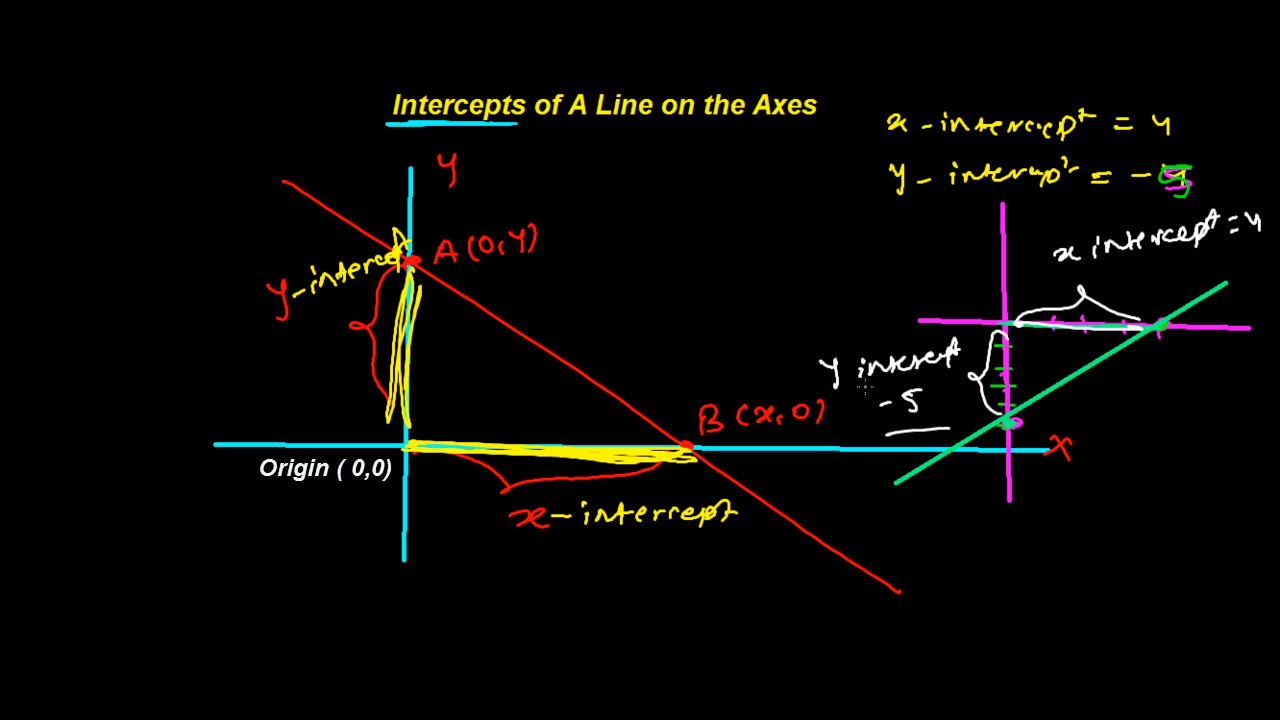 Intercepts of A Line on the Axes
x-intercept = 4
y-intercept = -5
Y
A (0, Y)
y-intercept
x intercept = 4
y intercept
-5
B (x, 0)
X
Origin ( 0,0)
x-intercept